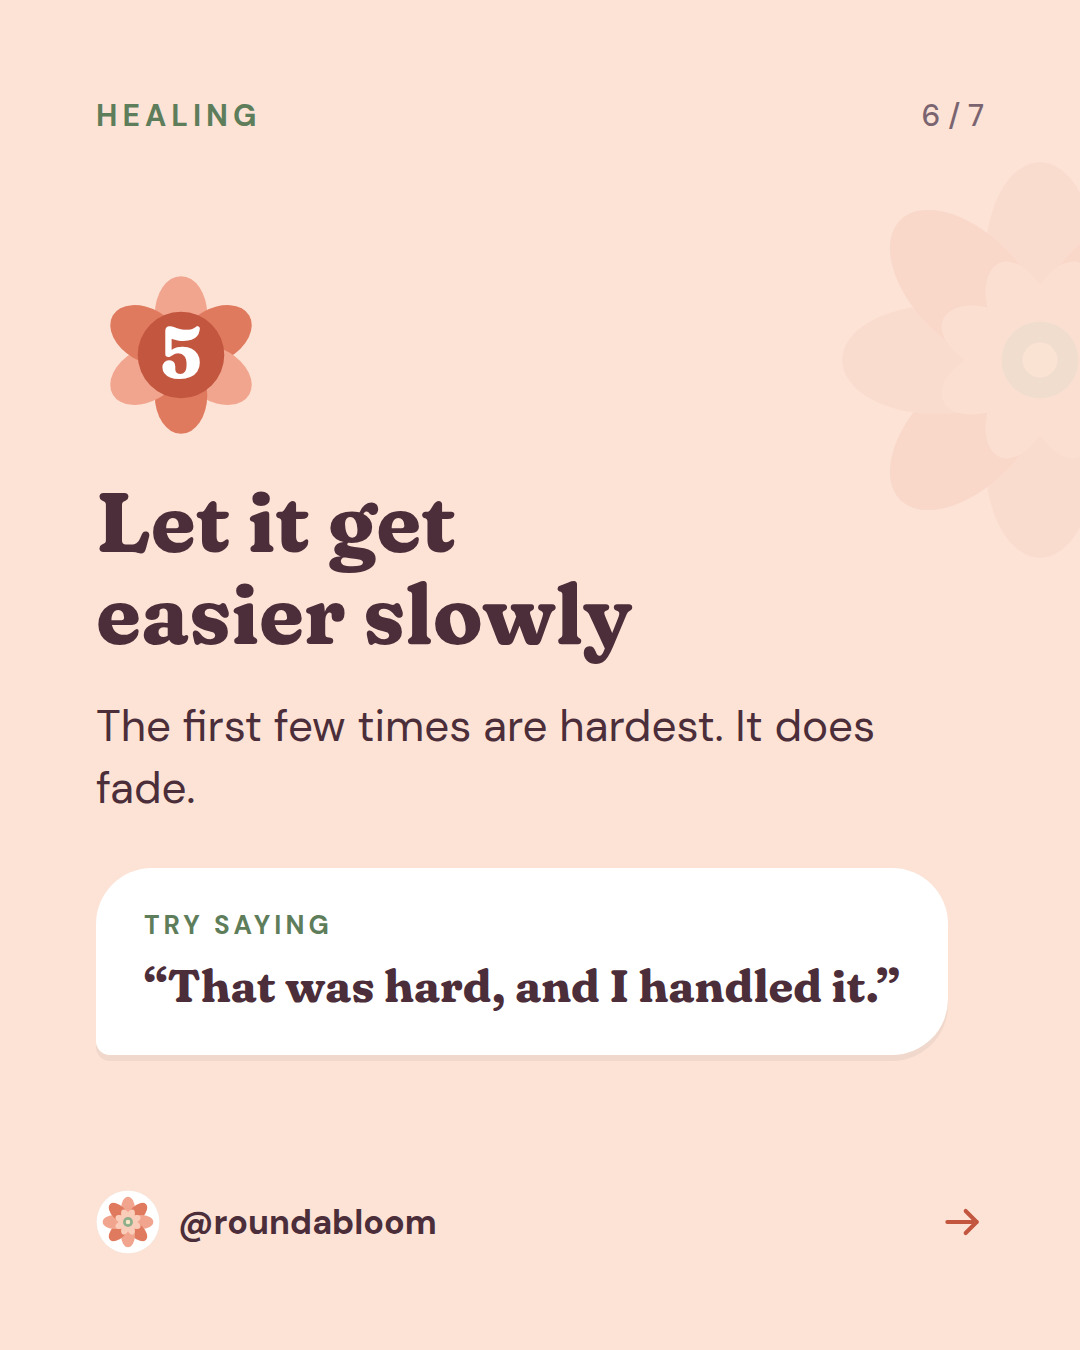 HEALING
6 / 7
5
Let it get
easier slowly
The first few times are hardest. It does
fade.
TRY SAYING
“That was hard, and I handled it.”
@roundabloom